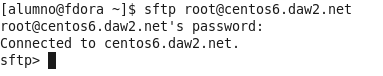 [alumno@fdora ~]$ sftp root@centos6.daw2.net
root@centos6.daw2.net's password:
Connected to centos6.daw2.net.
sftp>